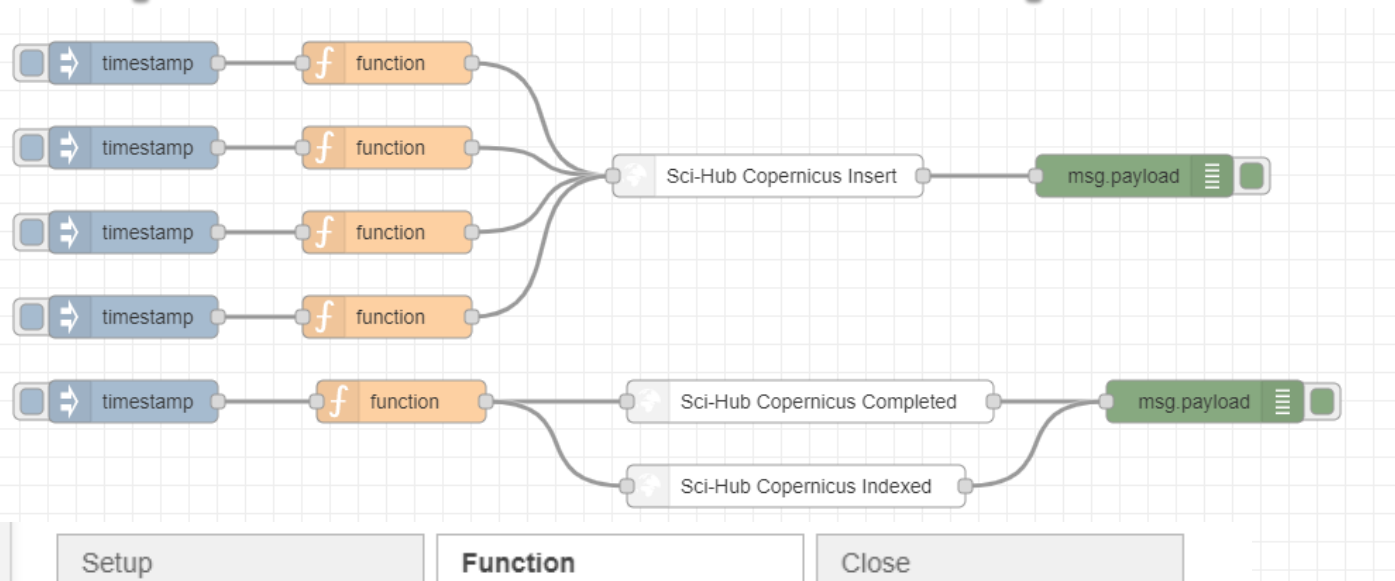 timestamp function
timestamp function
Sci-Hub Copernicus Insert msg.payload
timestamp function
timestamp function
timestamp function Sci-Hub Copernicus Completed msg.payload
Sci-Hub Copernicus Indexed
Setup Function Close